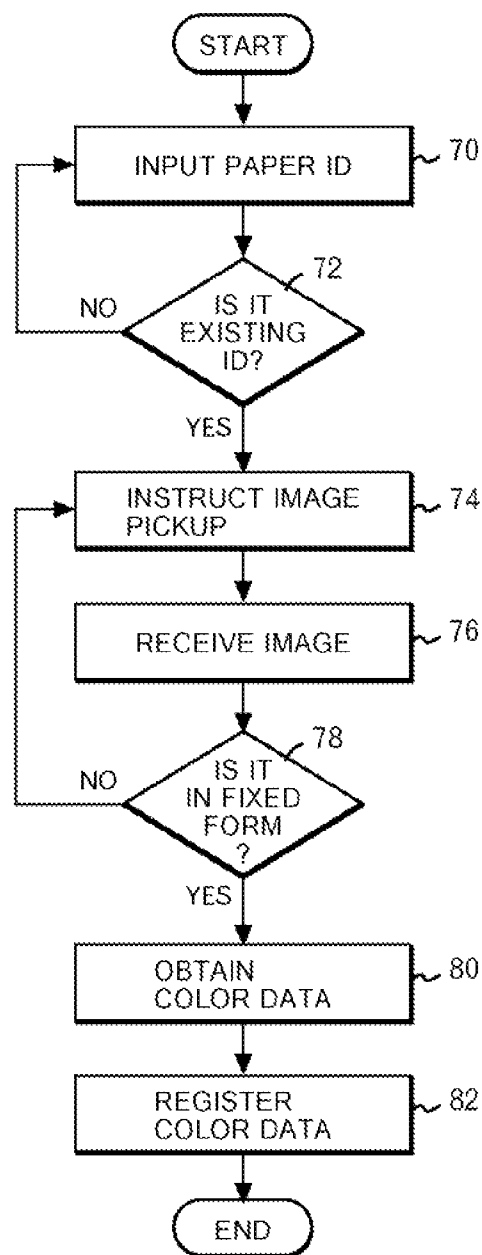 START
INPUT PAPER ID
70
72
IS IT
EXISTING
ID?
NO
YES
INSTRUCT IMAGE
PICKUP
74
RECEIVE IMAGE
76
78
IS IT
IN FIXED
FORM
?
NO
YES
OBTAIN
COLOR DATA
80
REGISTER
COLOR DATA
82
END